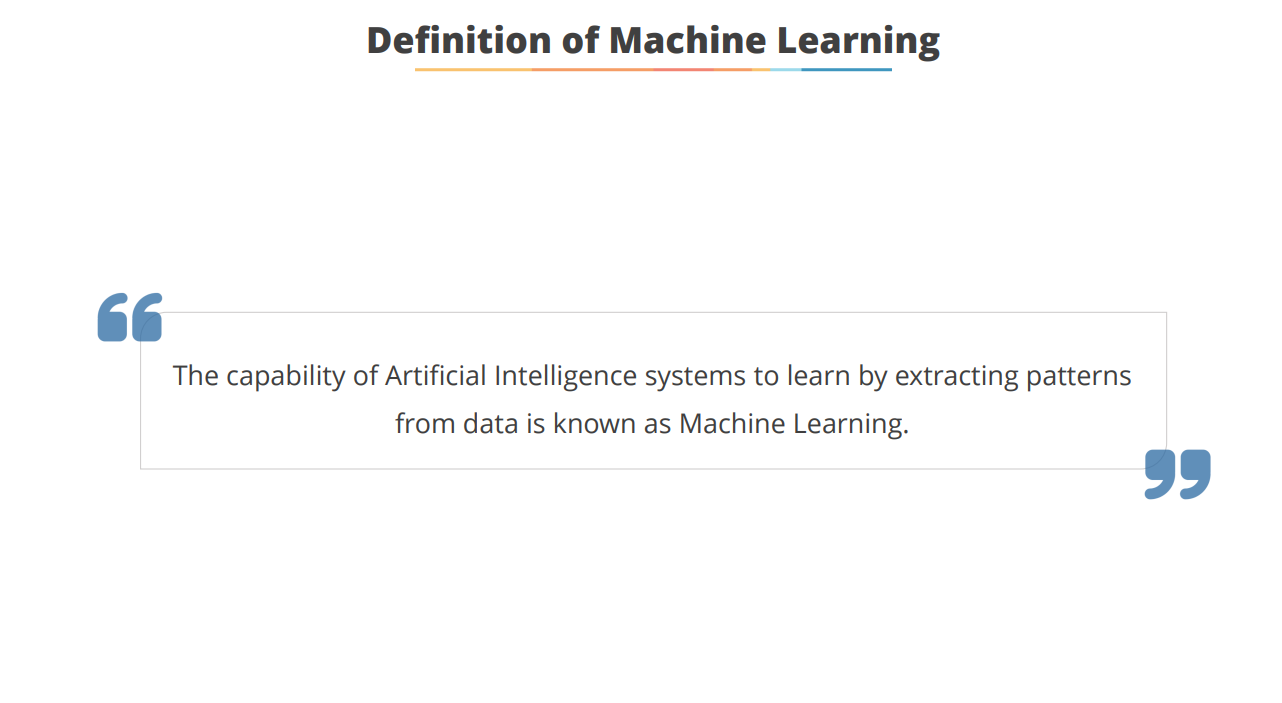 Definition of Machine Learning
The capability of Artificial Intelligence systems to learn by extracting patterns
from data is known as Machine Learning.